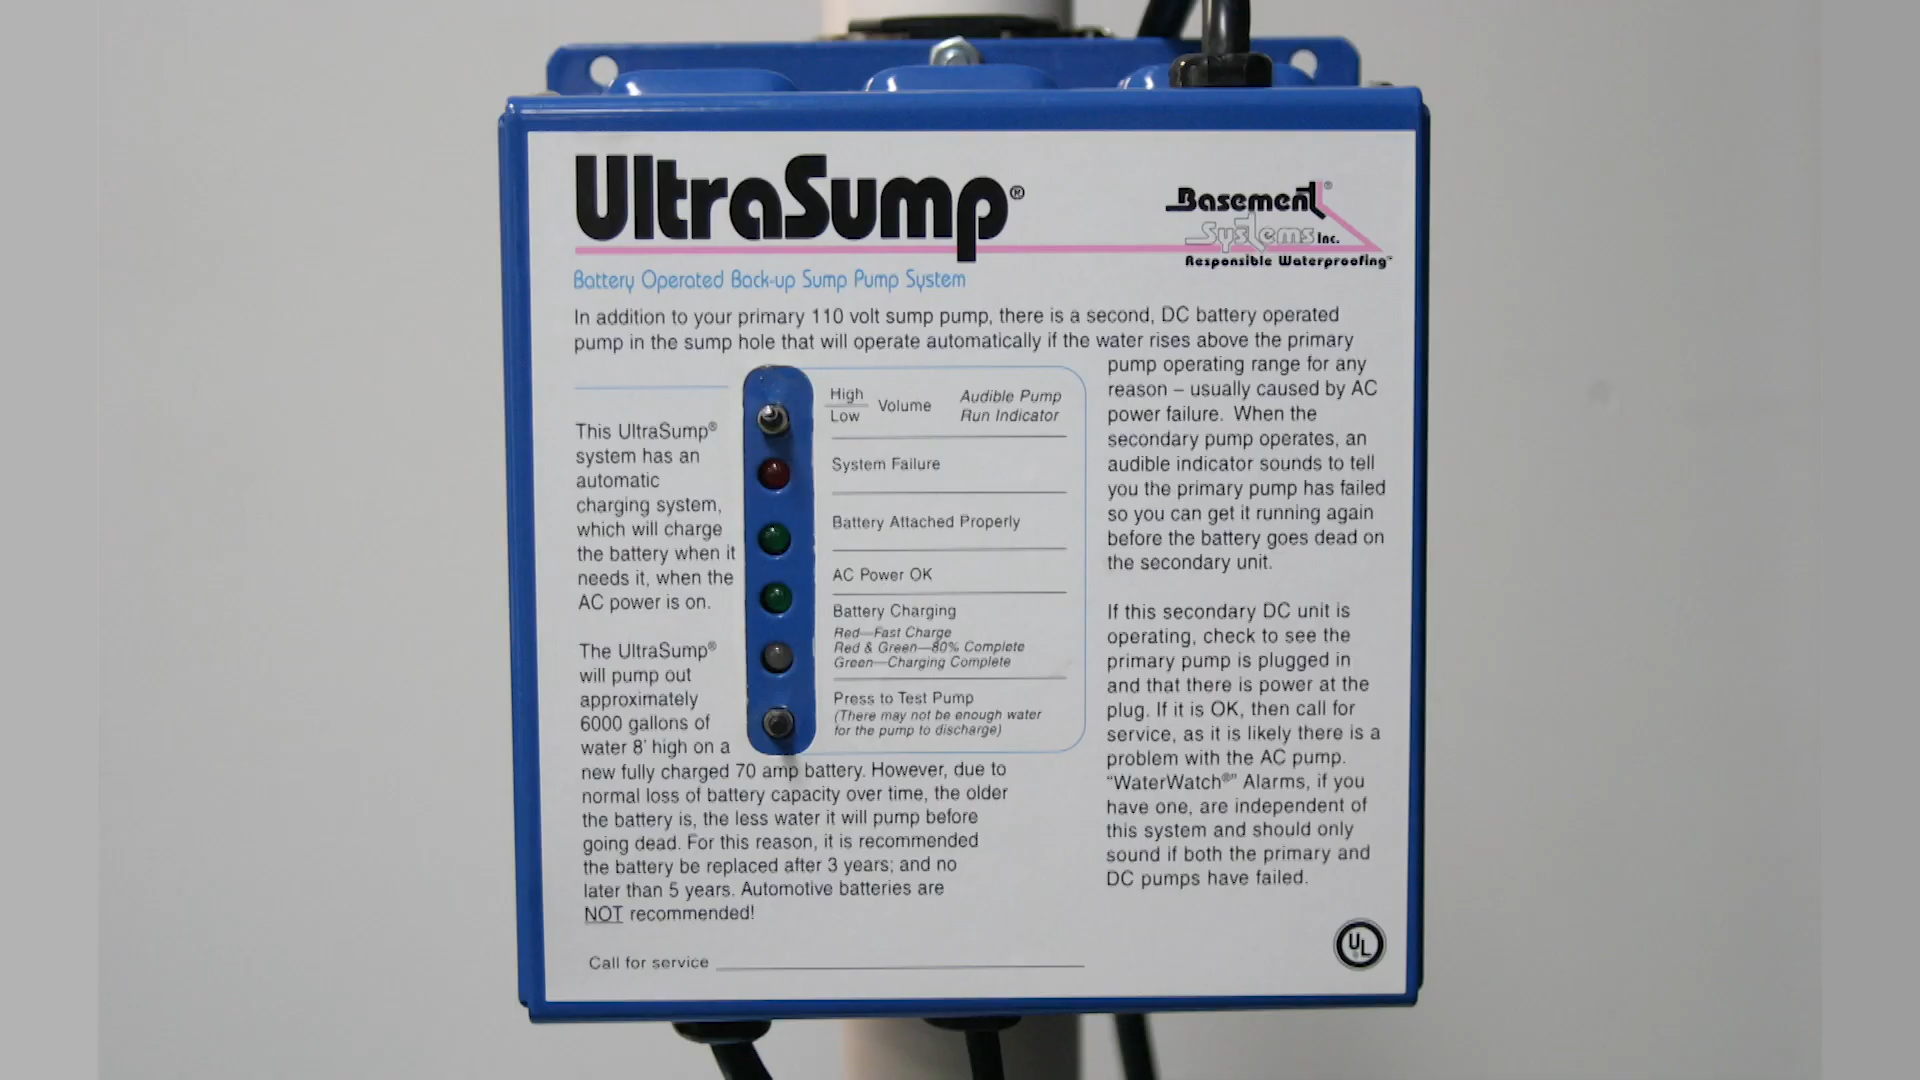 UltraSump®
Basement®
Systems Inc.
Responsible Waterproofing™
Battery Operated Back-up Sump Pump System
In addition to your primary 110 volt sump pump, there is a second, DC battery operated
pump in the sump hole that will operate automatically if the water rises above the primary
pump operating range for any
reason – usually caused by AC
power failure. When the
secondary pump operates, an
audible indicator sounds to tell
you the primary pump has failed
so you can get it running again
before the battery goes dead on
the secondary unit.
If this secondary DC unit is
operating, check to see the
primary pump is plugged in
and that there is power at the
plug. If it is OK, then call for
service, as it is likely there is a
problem with the AC pump.
“WaterWatch®” Alarms, if you
have one, are independent of
this system and should only
sound if both the primary and
DC pumps have failed.
High
Low
Volume
Audible Pump
Run Indicator
System Failure
Battery Attached Properly
AC Power OK
Battery Charging
Red—Fast Charge
Red & Green—80% Complete
Green—Charging Complete
Press to Test Pump
(There may not be enough water
for the pump to discharge)
This UltraSump®
system has an
automatic
charging system,
which will charge
the battery when it
needs it, when the
AC power is on.
The UltraSump®
will pump out
approximately
6000 gallons of
water 8' high on a
new fully charged 70 amp battery. However, due to
normal loss of battery capacity over time, the older
the battery is, the less water it will pump before
going dead. For this reason, it is recommended
the battery be replaced after 3 years; and no
later than 5 years. Automotive batteries are
NOT recommended!
Call for service
UL